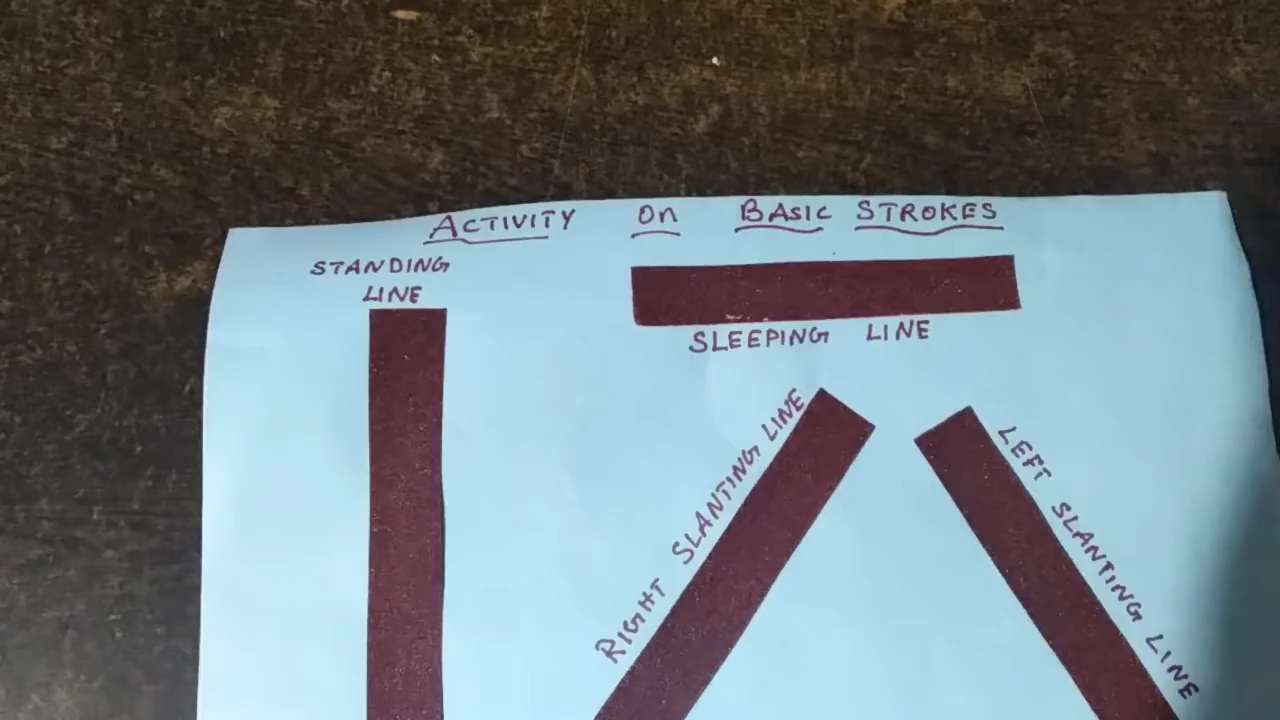 ACTIVITY On BASIC STROKES
STANDING
LINE
SLEEPING LINE
RIGHT SLANTING LINE
LEFT SLANTING LINE